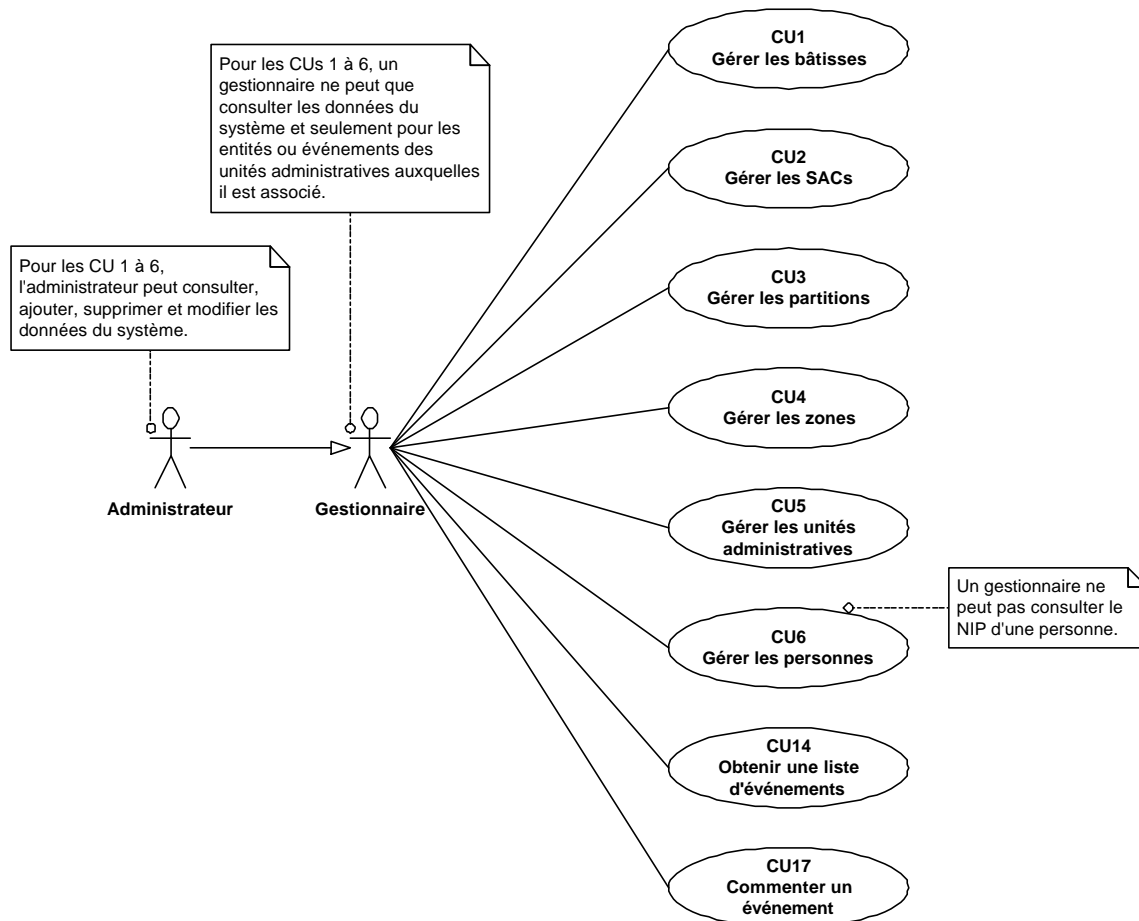 CU1
Gérer les bâtisses
Pour les CUs 1 à 6, un
gestionnaire ne peut que
consulter les données du
système et seulement pour les
entités ou événements des
unités administratives auxquelles
il est associé.
CU2
Gérer les SACs
Pour les CU 1 à 6,
l'administrateur peut consulter,
ajouter, supprimer et modifier les
données du système.
CU3
Gérer les partitions
CU4
Gérer les zones
Administrateur
Gestionnaire
CU5
Gérer les unités
administratives
Un gestionnaire ne
peut pas consulter le
NIP d'une personne.
CU6
Gérer les personnes
CU14
Obtenir une liste
d'événements
CU17
Commenter un
événement